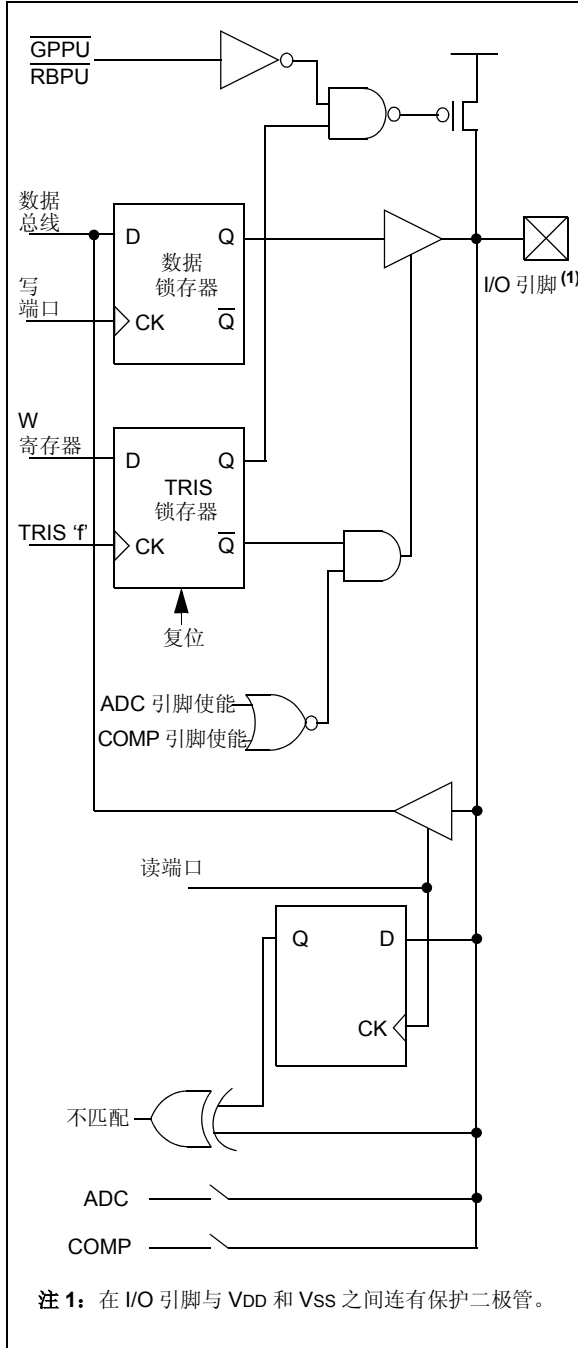 GPPU
RBPU
数据
总线
D
Q
数据
锁存器
写
端口
CK
Q
I/O 引脚(1)
W
寄存器
D
Q
TRIS
锁存器
TRIS ‘f’
CK
Q
复位
ADC 引脚使能
COMP 引脚使能
读端口
Q
D
CK
不匹配
ADC
COMP
注 1: 在 I/O 引脚与 VDD 和 VSS 之间连有保护二极管。